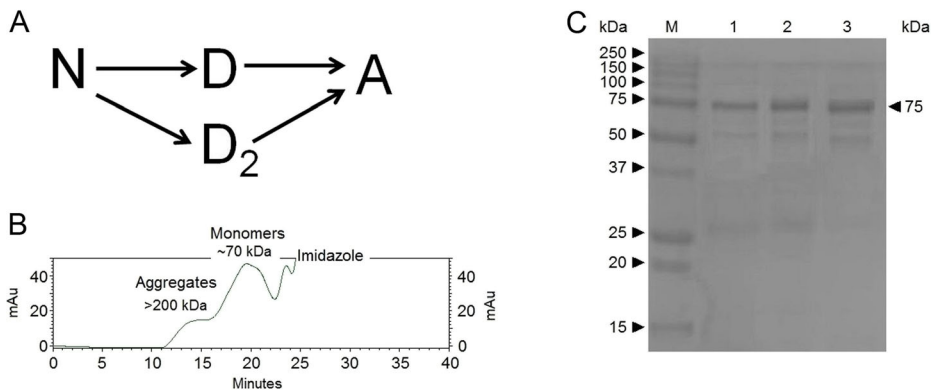 A
N D A
D2
B
Monomers
~70 kDa
Imidazole
Aggregates
>200 kDa
40 40
mAu mAu
20 20
0 0
0 5 10 15 20 25 30 35 40
Minutes
C
kDa M 1 2 3 kDa
250
150
100
75 75
50
37
25
20
15